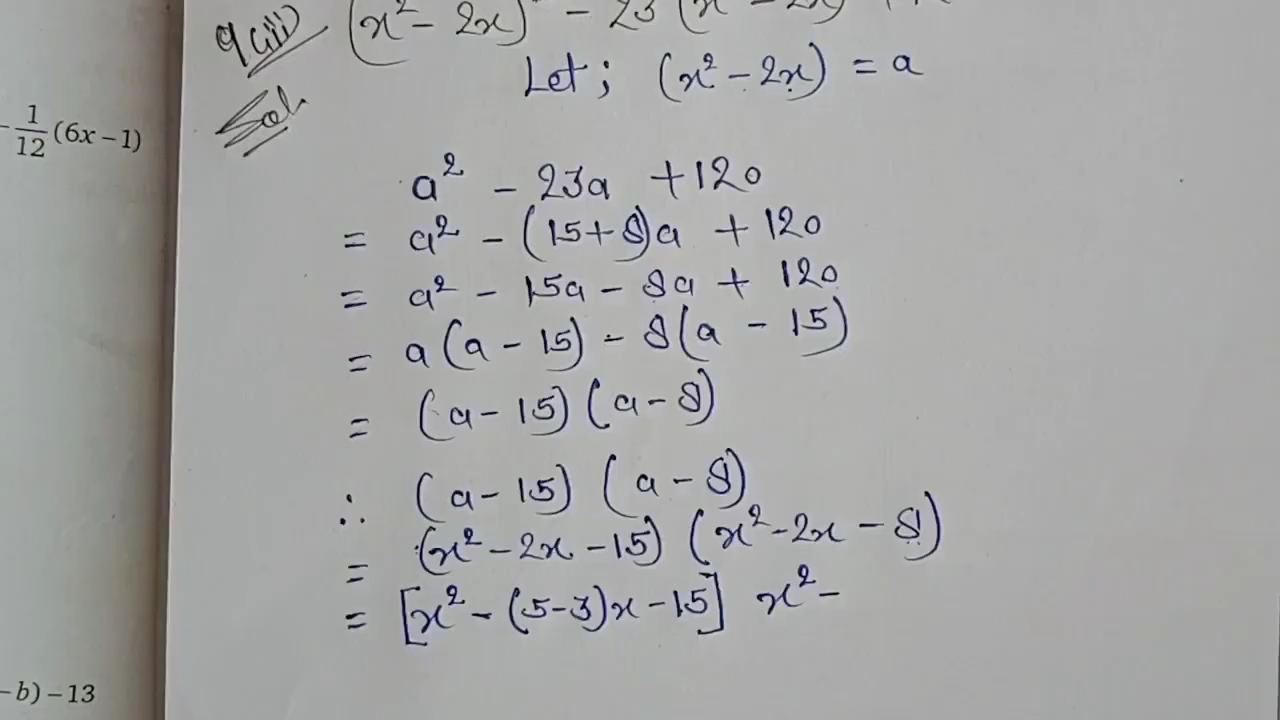 9(iii) (x² - 2x)² - 23(x² - 2x)
Let; (x² - 2x) = a
Sol.
-1/12(6x-1)
a² - 23a + 120
= a² - (15+8)a + 120
= a² - 15a - 8a + 120
= a(a - 15) - 8(a - 15)
= (a - 15)(a - 8)
∴ (a - 15) (a - 8)
= (x² - 2x - 15) (x² - 2x - 8)
= [x² - (5-3)x - 15] x² -
-b)-13